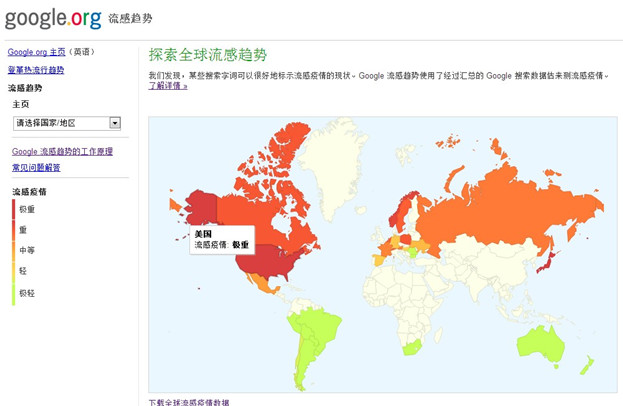 google.org 流感趋势
Google.org 主页 (英语)
登革热流行趋势
流感趋势
主页
请选择国家/地区
Google 流感趋势的工作原理
常见问题解答
流感疫情
极重
重
中等
轻
极轻
探索全球流感趋势
我们发现,某些搜索字词可以很好地标示流感疫情的现状。Google 流感趋势使用了经过汇总的 Google 搜索数据估来测流感疫情。
了解详情 »
美国
流感疫情: 极重
下载全球流感疫情数据